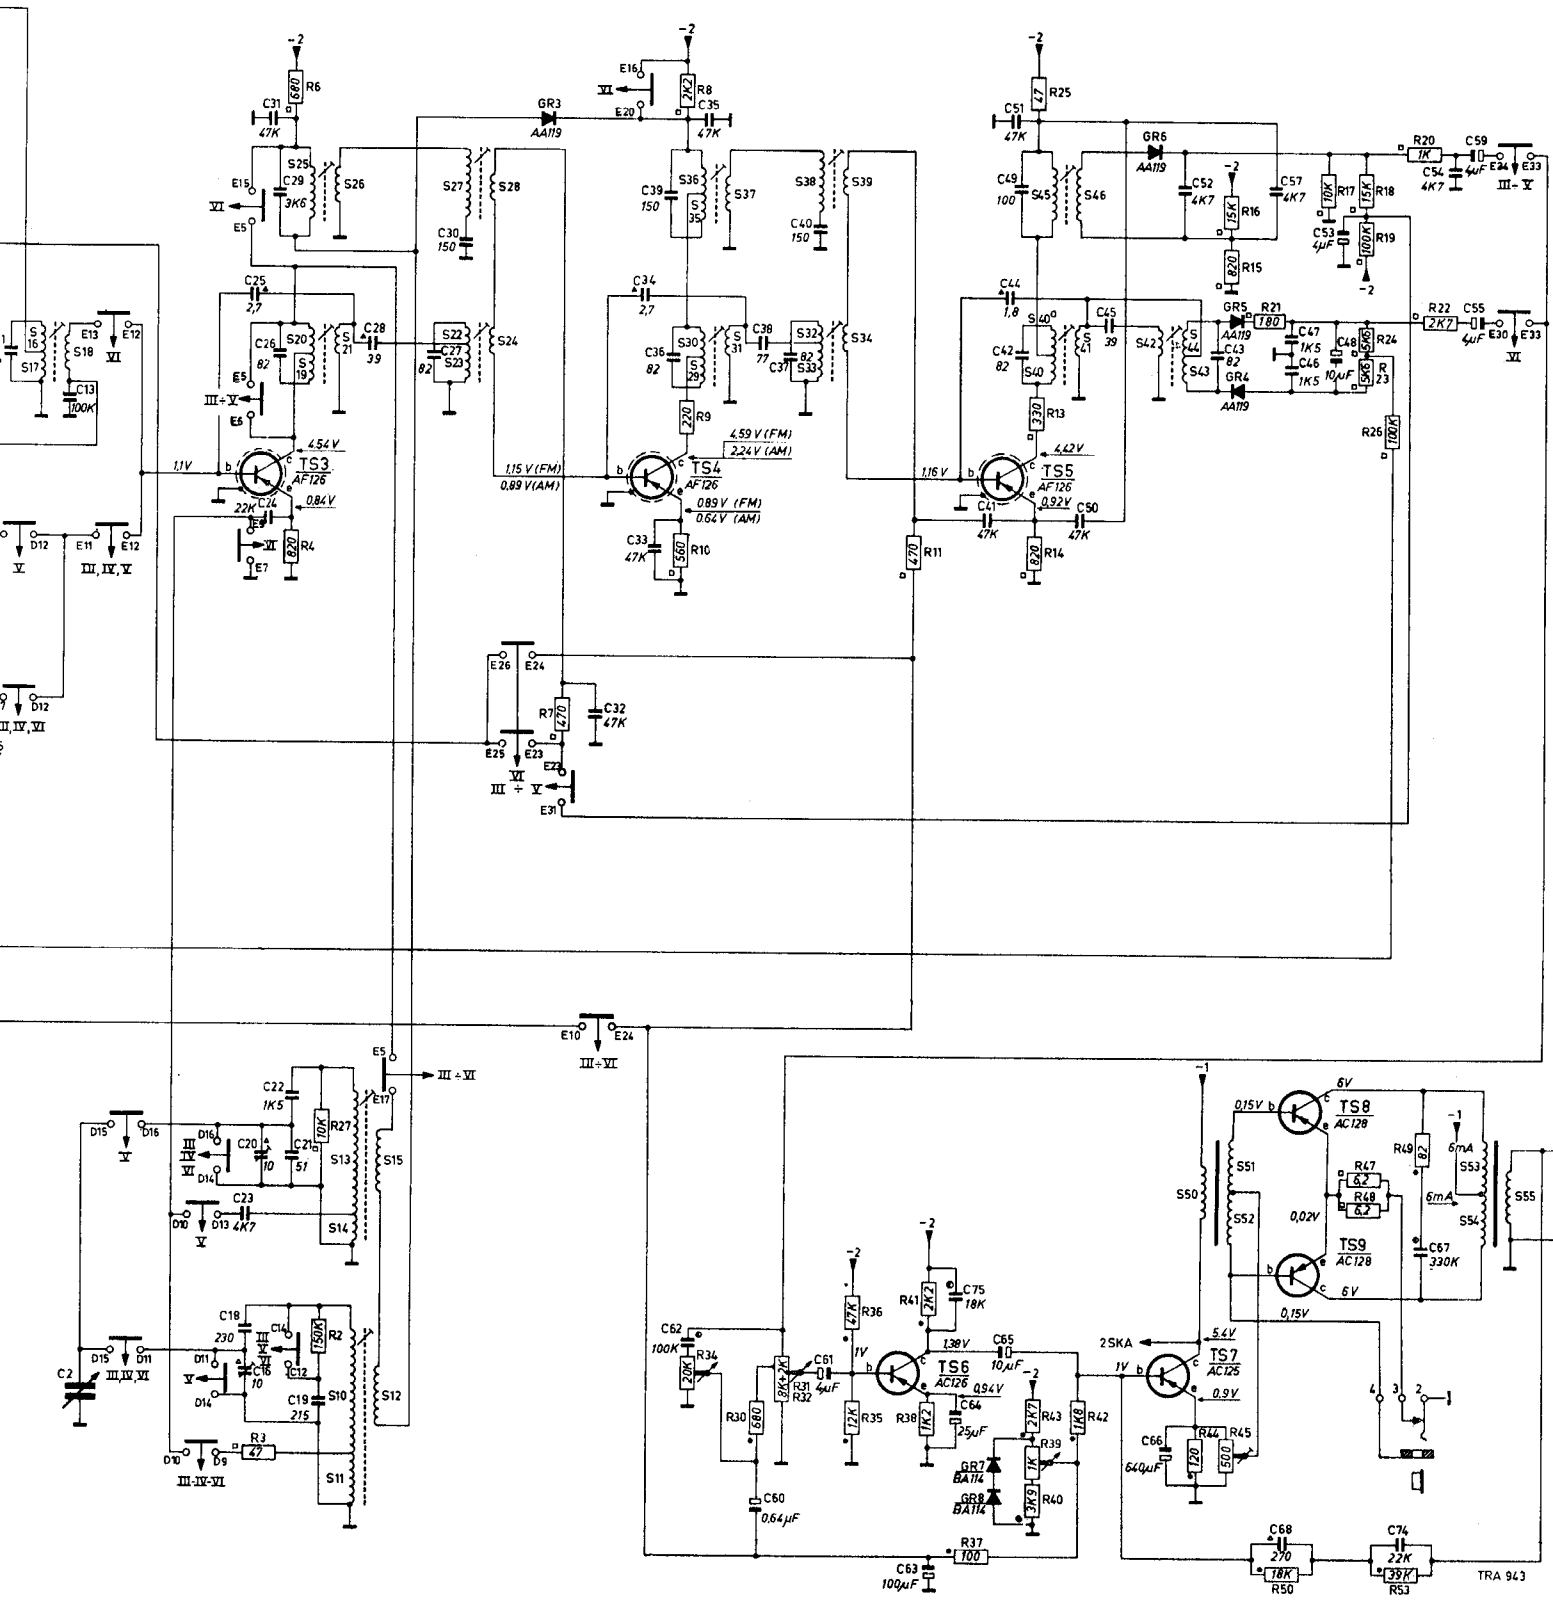 -2
-2
-2
R6
680
C31
47K
E16
VI
E20
R8
2K2
C35
47K
GR3
AA119
R25
47
C51
47K
GR6
AA119
R20
1K
C59
4µF
C54
4K7
E34
E33
III÷V
E15
VI
E5
S25
C29
3K6
S26
S27
S28
C30
150
C39
150
S36
S
35
S37
S38
S39
C40
150
C49
100
S45
S46
C52
4K7
-2
R16
15K
C57
4K7
R17
10K
R18
15K
C53
4µF
R19
100K
-2
R15
820
C25
2,7
C34
2,7
C44
1,8
1
S
16
S17
S18
E13
E12
VI
C13
100K
C26
82
S20
S
19
S
21
C28
39
S22
C27
S23
82
S24
E5
III÷V
E6
C36
82
S30
S
29
S
31
C38
77
S32
C37
82
S33
S34
C42
82
S40
S40
S
41
C45
39
S42
S
44
S43
C43
82
GR5
AA119
GR4
AA119
R21
180
C47
1K5
C46
1K5
C48
10µF
5K6
R24
5K6
R
23
R22
2K7
C55
4µF
E30
E33
VI
R26
100K
R9
220
R13
330
1,1V
b
c
e
4.54V
TS3
AF126
0,84V
22K
C24
E9
VI
E7
R4
820
1,15 V (FM)
0,89 V (AM)
b
c
e
4,59 V (FM)
2,24V (AM)
TS4
AF126
0.89 V (FM)
0.64 V (AM)
C33
47K
R10
560
1,16V
b
c
e
4,42V
TS5
AF126
0,92V
C41
47K
C50
47K
R11
470
R14
820
D12
V
E11
E12
III, IV, V
D12
II, IV, VI
E26
E24
E25
E23
VI
III ÷ V
R7
470
C32
47K
E23
E31
E10
E24
III÷VI
E5
III÷VI
E17
D15
D16
V
C22
1K5
R27
10K
D16
III
IV
VI
D14
C20
10
C21
51
S13
S15
D10
D13
V
C23
4K7
S14
C2
D15
D11
III, IV, VI
C18
230
D11
V
D14
C16
10
C14
C12
R2
150K
C19
215
S10
S12
D10
D9
III-IV-VI
R3
47
S11
-2
-2
R36
47K
R41
2K2
C75
18K
C62
100K
R34
20K
R30
680
8K+2K
R31
R32
C61
4µF
1V
b
c
e
1,38V
TS6
AC126
0,94V
R35
12K
R38
1K2
C64
25µF
C65
10µF
-2
R43
2K7
R39
1K
R40
3K9
GR7
BA114
GR8
BA114
R42
1K8
C60
0,64µF
R37
100
C63
100µF
-1
S50
S51
S52
0,15V
b
c
e
6V
TS8
AC128
R49
82
-1
6mA
6mA
S53
S54
S55
R47
6,2
R48
6,2
0,02V
TS9
AC128
b
e
c
6V
0,15V
C67
330K
2SKA
5.4V
1V
b
c
e
TS7
AC125
0.9V
C66
640µF
R44
120
R45
500
4
3
2
1
C68
270
18K
R50
C74
22K
39K
R53
TRA 943